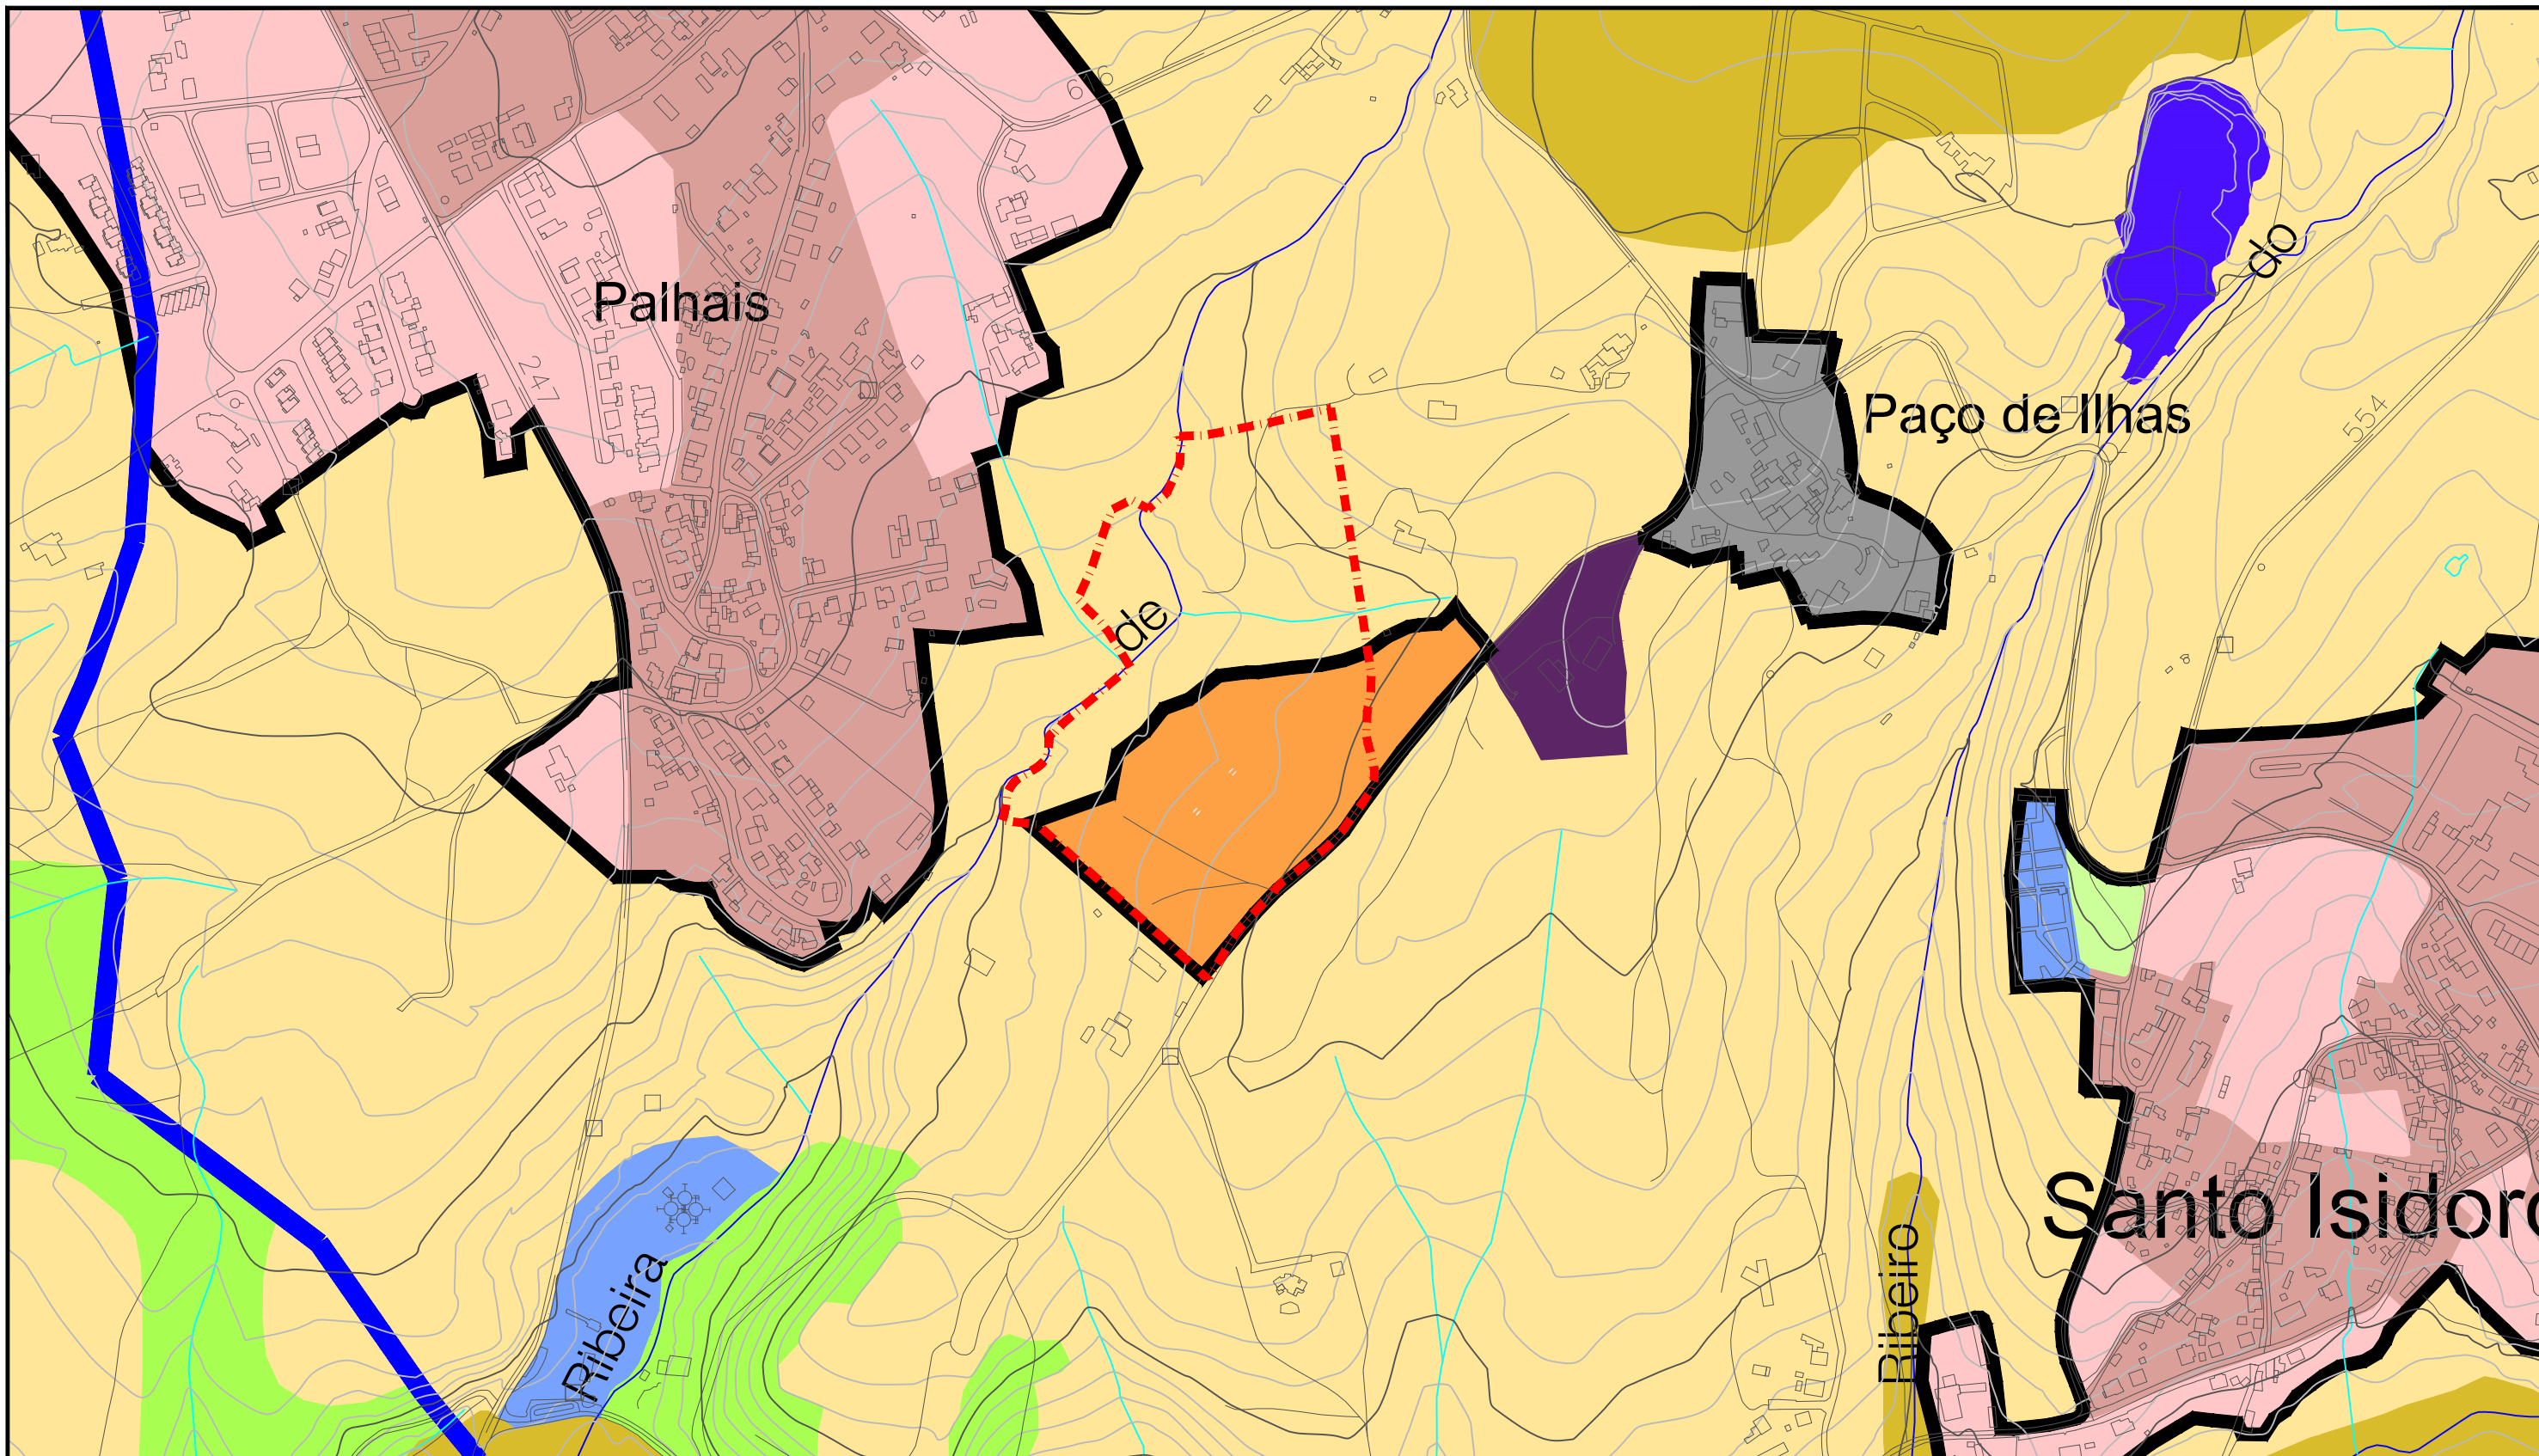 616
do
Palhais
247
Paço de Ilhas
554
de
Santo Isidoro
Ribeira
Ribeiro